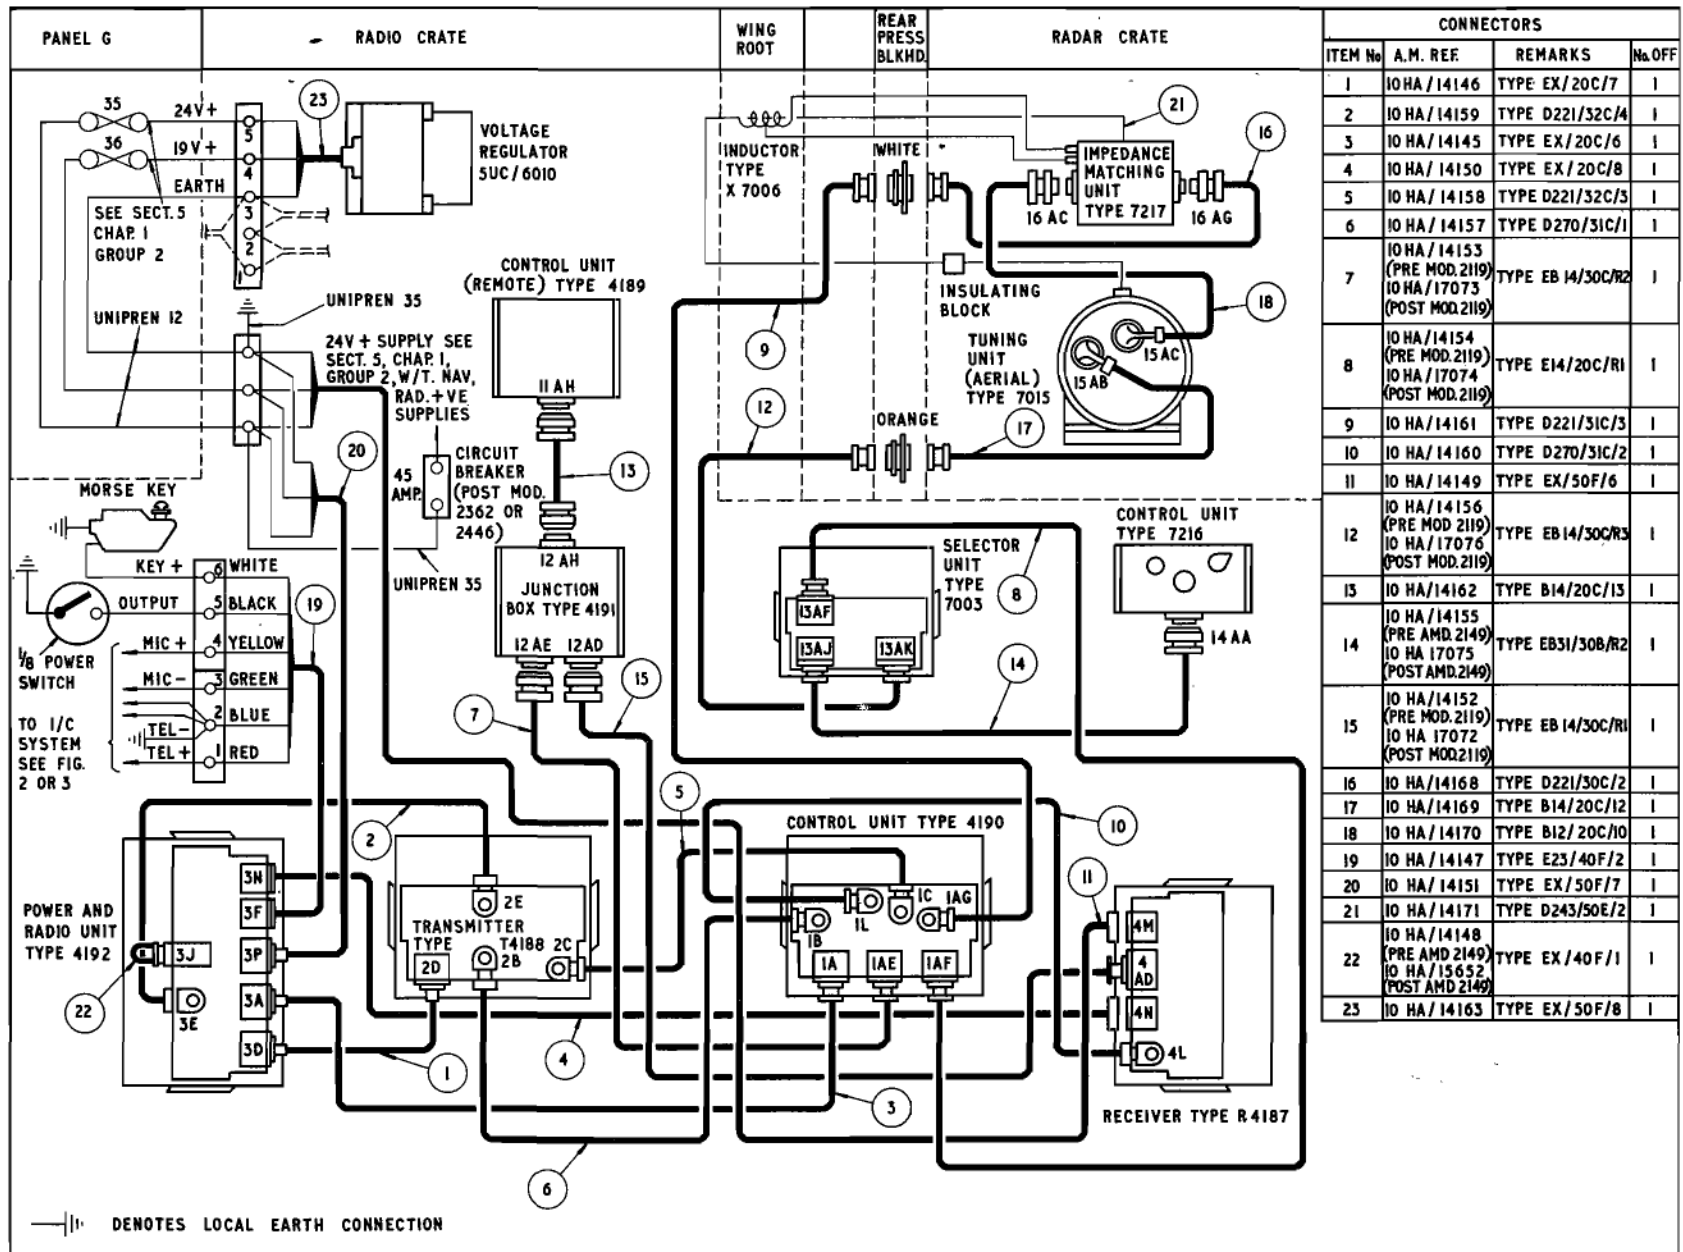 PANEL G
RADIO CRATE
WING
ROOT
REAR
PRESS
BLKHD.
RADAR CRATE
35
24V+
36
19V+
EARTH
SEE SECT. 5
CHAP. 1
GROUP 2
5
4
3
2
1
23
VOLTAGE
REGULATOR
5UC/6010
UNIPREN 35
UNIPREN 12
24V + SUPPLY SEE
SECT. 5, CHAP. 1,
GROUP 2, W/T. NAV,
RAD. +VE
SUPPLIES
CONTROL UNIT
(REMOTE) TYPE 4189
11 AH
13
45
AMP.
CIRCUIT
BREAKER
(POST MOD.
2362 OR
2446)
UNIPREN 35
20
12 AH
JUNCTION
BOX TYPE 4191
12 AE 12AD
7
15
INDUCTOR
TYPE
X 7006
WHITE
21
16
IMPEDANCE
MATCHING
UNIT
TYPE 7217
16 AC
16 AG
INSULATING
BLOCK
18
9
TUNING
UNIT
(AERIAL)
TYPE 7015
15 AC
15 AB
12
ORANGE
17
MORSE KEY
KEY +
6 WHITE
OUTPUT
5 BLACK
19
MIC +
4 YELLOW
MIC -
3 GREEN
2 BLUE
TEL -
TEL +
1 RED
I/B POWER
SWITCH
TO I/C
SYSTEM
SEE FIG.
2 OR 3
SELECTOR
UNIT
TYPE
7003
13AF
13AJ
13AK
8
14
CONTROL UNIT
TYPE 7216
14 AA
2
5
10
11
POWER AND
RADIO UNIT
TYPE 4192
3N
3F
3P
3A
3D
3J
3E
22
TRANSMITTER
TYPE T4188
2E
2B
2C
2D
CONTROL UNIT TYPE 4190
1B
1L
1C
1AG
1A
1AE
1AF
4M
4
AD
4N
4L
RECEIVER TYPE R4187
1
4
3
6
DENOTES LOCAL EARTH CONNECTION
CONNECTORS
ITEM No A.M. REF. REMARKS No. OFF
1 10HA/14146 TYPE EX/20C/7 1
2 10 HA/14159 TYPE D221/32C/4 1
3 10 HA/14145 TYPE EX/20C/6 1
4 10 HA/14150 TYPE EX/20C/8 1
5 10 HA/14158 TYPE D221/32C/3 1
6 10 HA/14157 TYPE D270/31C/1 1
7 10 HA/14153
(PRE MOD. 2119)
10 HA/17073
(POST MOD. 2119)
TYPE EB 14/30C/R2 1
8 10 HA/14154
(PRE MOD. 2119)
10 HA/17074
(POST MOD. 2119)
TYPE E14/20C/R1 1
9 10 HA/14161 TYPE D221/31C/3 1
10 10 HA/14160 TYPE D270/31C/2 1
11 10 HA/14149 TYPE EX/50F/6 1
12 10 HA/14156
(PRE MOD 2119)
10 HA/17076
(POST MOD. 2119)
TYPE EB 14/30C/R3 1
13 10 HA/14162 TYPE B14/20C/13 1
14 10 HA/14155
(PRE AMD. 2149)
10 HA 17075
(POST AMD. 2149)
TYPE EB31/30B/R2 1
15 10 HA/14152
(PRE MOD. 2119)
10 HA 17072
(POST MOD. 2119)
TYPE EB 14/30C/R1 1
16 10 HA/14168 TYPE D221/30C/2 1
17 10 HA/14169 TYPE B14/20C/12 1
18 10 HA/14170 TYPE B12/20C/10 1
19 10 HA/14147 TYPE E23/40F/2 1
20 10 HA/14151 TYPE EX/50F/7 1
21 10 HA/14171 TYPE D243/50E/2 1
22 10 HA/14148
(PRE AMD 2149)
10 HA/15652
(POST AMD 2149)
TYPE EX/40F/1 1
23 10 HA/14163 TYPE EX/50F/8 1